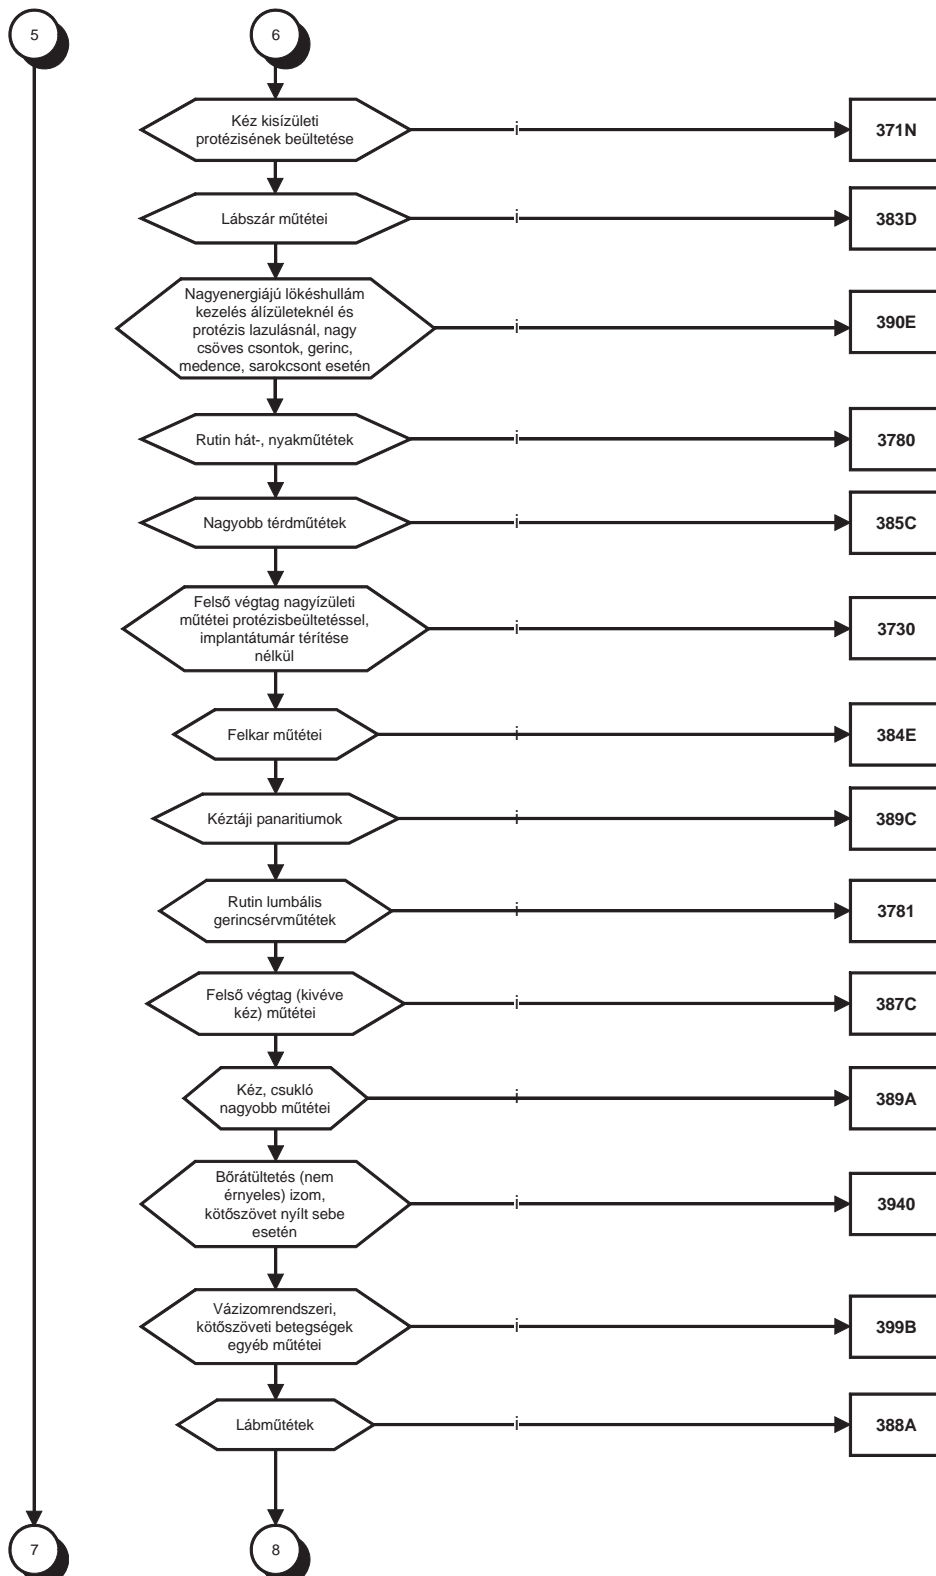 5
6
Kéz kisízületi
protézisének beültetése
i
371N
Lábszár műtétei
i
383D
Nagyenergiájú lökéshullám
kezelés álízületeknél és
protézis lazulásnál, nagy
csöves csontok, gerinc,
medence, sarokcsont esetén
i
390E
Rutin hát-, nyakműtétek
i
3780
Nagyobb térdműtétek
i
385C
Felső végtag nagyízületi
műtétei protézisbeültetéssel,
implantátumár térítése
nélkül
i
3730
Felkar műtétei
i
384E
Kéztáji panaritiumok
i
389C
Rutin lumbális
gerincsérvműtétek
i
3781
Felső végtag (kivéve
kéz) műtétei
i
387C
Kéz, csukló
nagyobb műtétei
i
389A
Bőrátültetés (nem
érnyeles) izom,
kötőszövet nyílt sebe
esetén
i
3940
Vázizomrendszeri,
kötőszöveti betegségek
egyéb műtétei
i
399B
Lábműtétek
i
388A
7
8